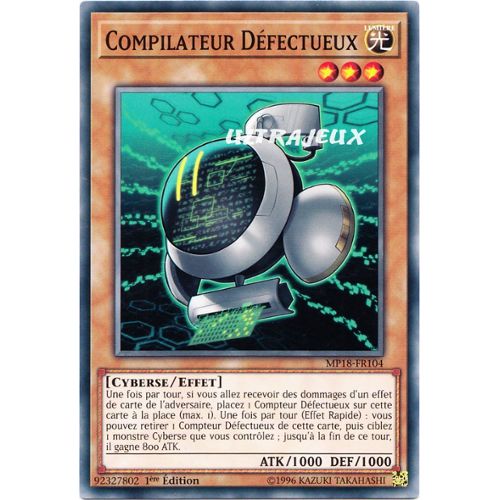 COMPILATEUR DÉFECTUEUX
LUMIÈRE
光
ULTRAJEUX
MP18-FR104
[CYBERSE/EFFET]
Une fois par tour, si vous allez recevoir des dommages d'un effet
de carte de l'adversaire, placez 1 Compteur Défectueux sur cette
carte à la place (max. 1). Une fois par tour (Effet Rapide) : vous
pouvez retirer 1 Compteur Défectueux de cette carte, puis ciblez
1 monstre Cyberse que vous contrôlez ; jusqu'à la fin de ce tour,
il gagne 800 ATK.
ATK/1000 DEF/1000
92327802 1ère Édition ©1996 KAZUKI TAKAHASHI